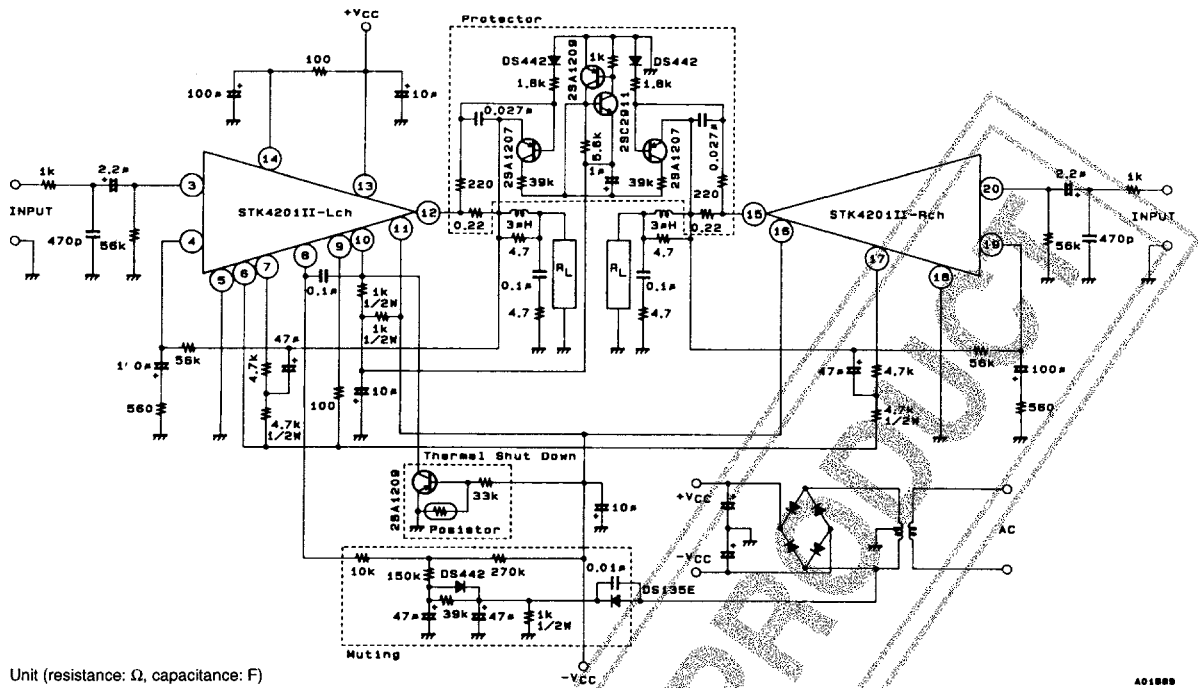 +VCC
Protector
100
100μ
10μ
DS442
1.8k
2SA1209
1k
DS442
1.8k
0.027μ
2SC2911
0.027μ
2SA1207
5.6k
1μ
2SA1207
39k
39k
14
13
1k
2.2μ
3
INPUT
470p
56k
STK4201II-Lch
4
12
220
0.22
3μH
4.7
0.1μ
4.7
RL
11
10
9
8
7
6
5
3μH
4.7
RL
0.1μ
4.7
220
0.22
15
16
STK4201II-Rch
20
2.2μ
1k
INPUT
56k
470p
19
17
18
0.1μ
1k
1/2W
1k
1/2W
56k
47μ
560
4.7k
4.7k
1/2W
100
10μ
47μ
4.7k
4.7k
1/2W
56k
100μ
560
Thermal Shut Down
2SA1209
33k
Posistor
10μ
+VCC
-VCC
AC
10k
150k
270k
DS442
0.01μ
DS135E
47μ
39k
47μ
1k
1/2W
Muting
-VCC
PRODUCT
Unit (resistance: Ω, capacitance: F)